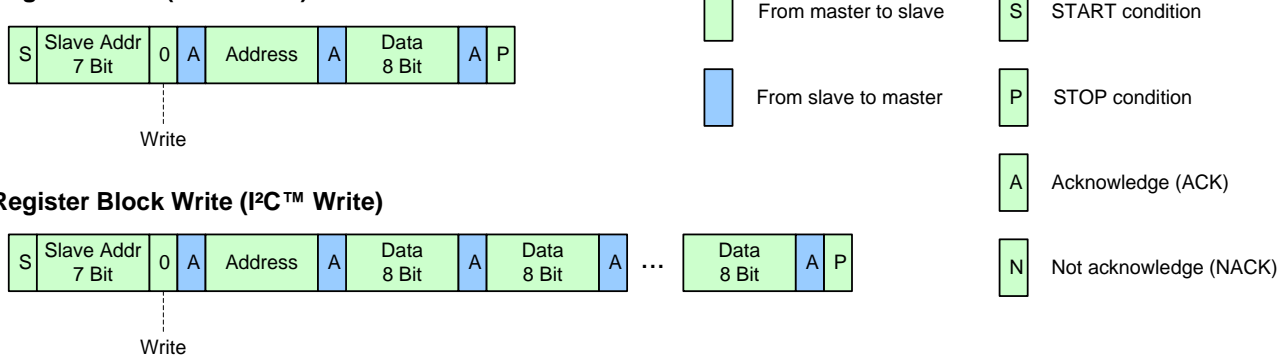 From master to slave
S START condition
S Slave Addr 7 Bit 0 A Address A Data 8 Bit A P
From slave to master
P STOP condition
Write
A Acknowledge (ACK)
Register Block Write (I²C™ Write)
S Slave Addr 7 Bit 0 A Address A Data 8 Bit A Data 8 Bit A ... Data 8 Bit A P
N Not acknowledge (NACK)
Write